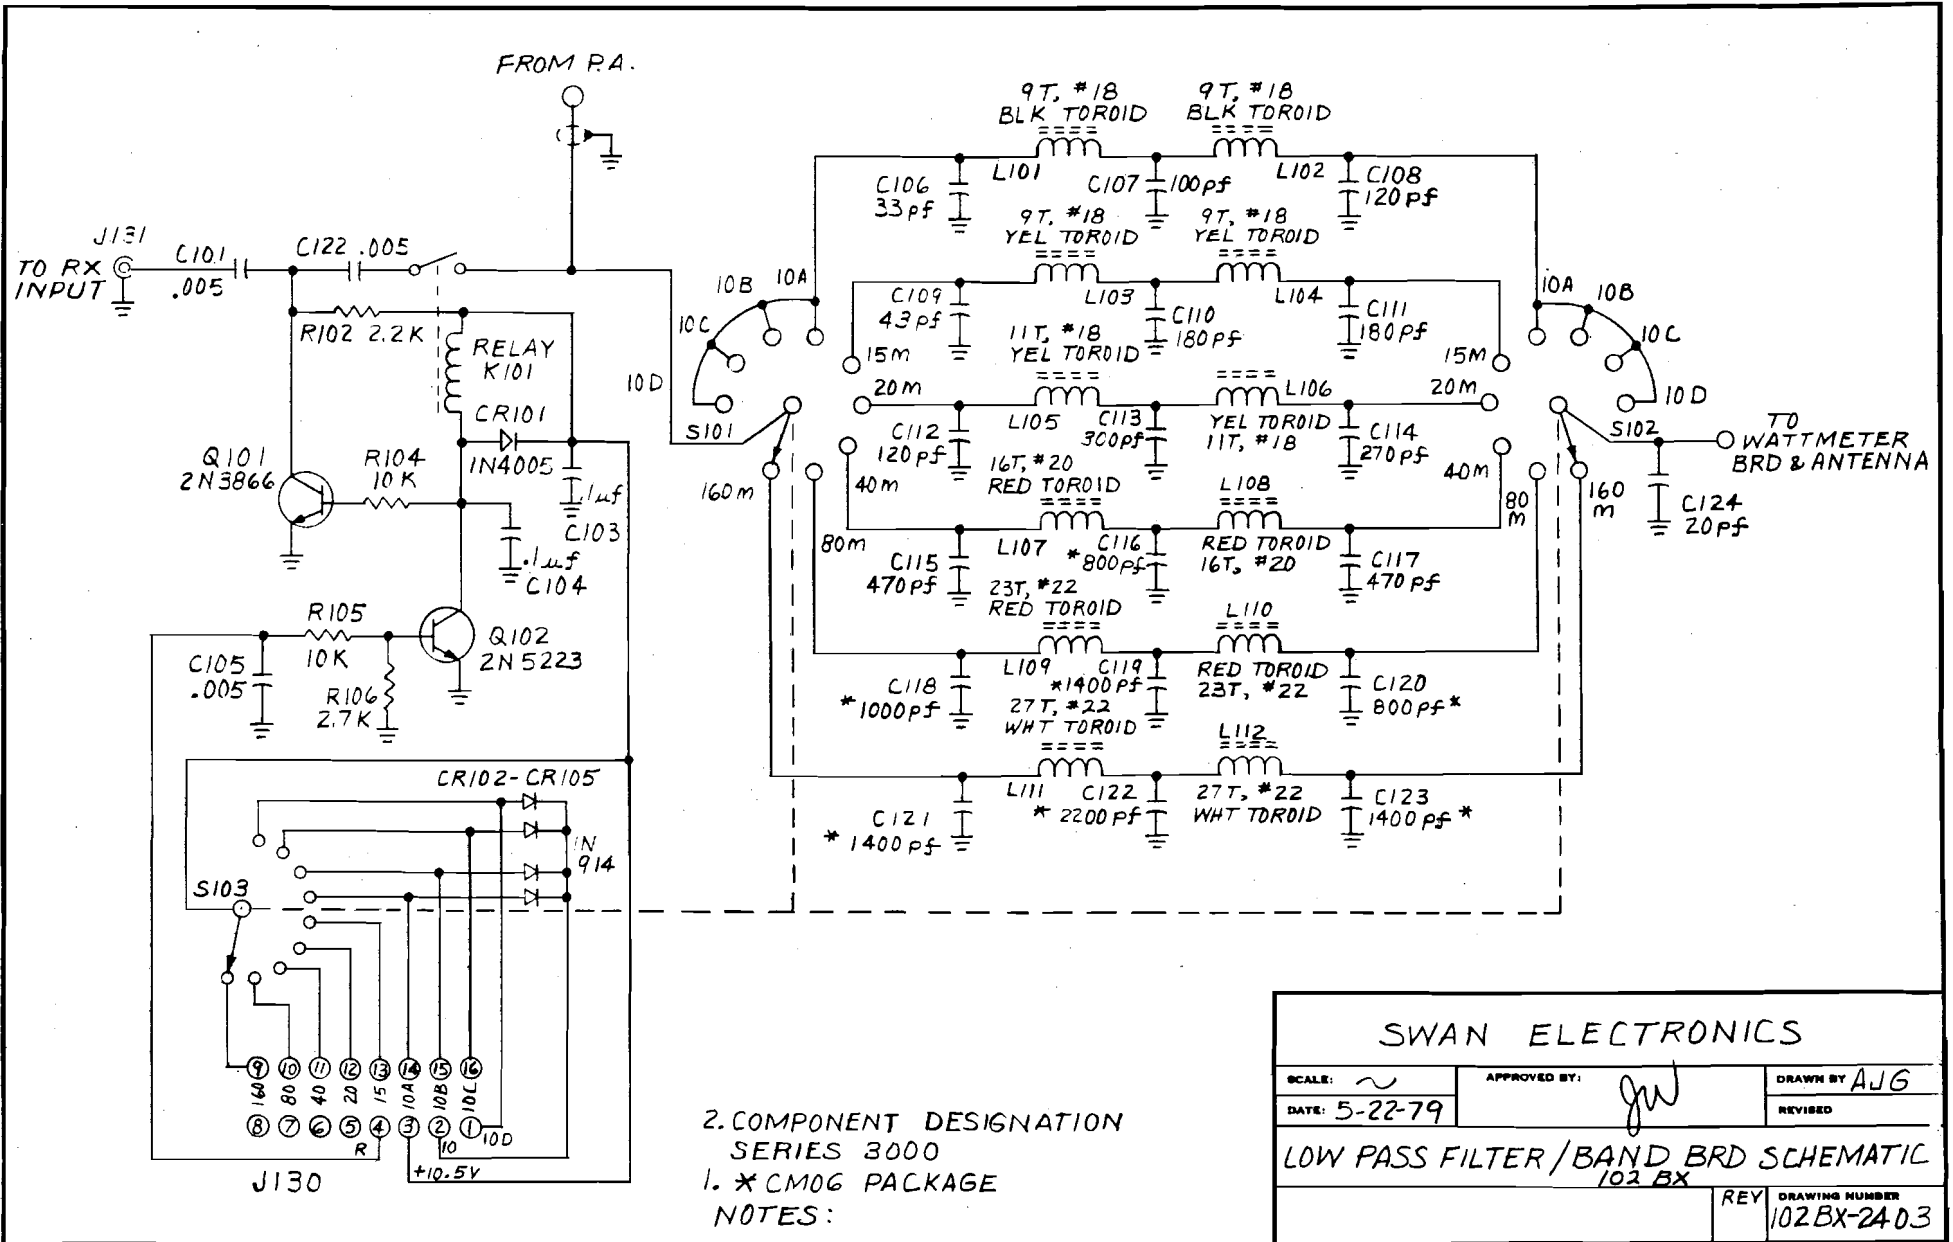 FROM P.A.
J131
TO RX
INPUT
C101
.005
C122 .005
R102 2.2K
RELAY
K101
CR101
1N4005
.1uf
C103
Q101
2N3866
R104
10K
.1uf
C104
R105
10K
Q102
2N5223
C105
.005
R106
2.7K
9T, #18
BLK TOROID
9T, #18
BLK TOROID
C106
33pf
L101
C107
100pf
L102
C108
120pf
9T, #18
YEL TOROID
9T, #18
YEL TOROID
C109
43pf
L103
C110
180pf
L104
C111
180pf
11T, #18
YEL TOROID
L105
C112
120pf
C113
300pf
L106
YEL TOROID
11T, #18
C114
270pf
16T, #20
RED TOROID
L107
C115
470pf
C116
*800pf
L108
RED TOROID
16T, #20
C117
470pf
23T, #22
RED TOROID
L109
C118
*1000pf
C119
*1400pf
L110
RED TOROID
23T, #22
C120
800pf*
27T, #22
WHT TOROID
L111
C121
*1400pf
C122
*2200pf
L112
27T, #22
WHT TOROID
C123
1400pf*
10A
10B
10C
10D
S101
15M
20M
40M
80M
160M
10A
10B
10C
10D
S102
15M
20M
40M
80
M
160
M
TO
WATTMETER
BRD & ANTENNA
C124
20pf
CR102-CR105
1N
914
S103
9 10 11 12 13 14 15 16
160 80 40 20 15 10A 10B 10C
8 7 6 5 4 3 2 1
10D
R
10
+10.5V
J130
2. COMPONENT DESIGNATION
SERIES 3000
1. * CM06 PACKAGE
NOTES:
SWAN ELECTRONICS
SCALE: ~
APPROVED BY: JW
DRAWN BY AJG
DATE: 5-22-79
REVISED
LOW PASS FILTER/BAND BRD SCHEMATIC
102 BX
REV
DRAWING NUMBER
102BX-2403